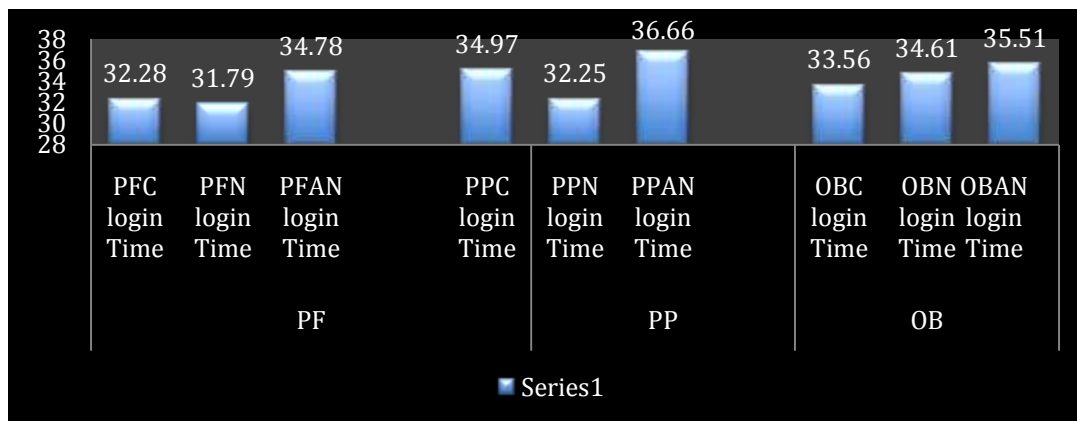 38
36
34
32
30
28
32.28
31.79
34.78
34.97
32.25
36.66
33.56
34.61
35.51
PFC login Time
PFN login Time
PFAN login Time
PPC login Time
PPN login Time
PPAN login Time
OBC login Time
OBN login Time
OBAN login Time
PF
PP
OB
Series1